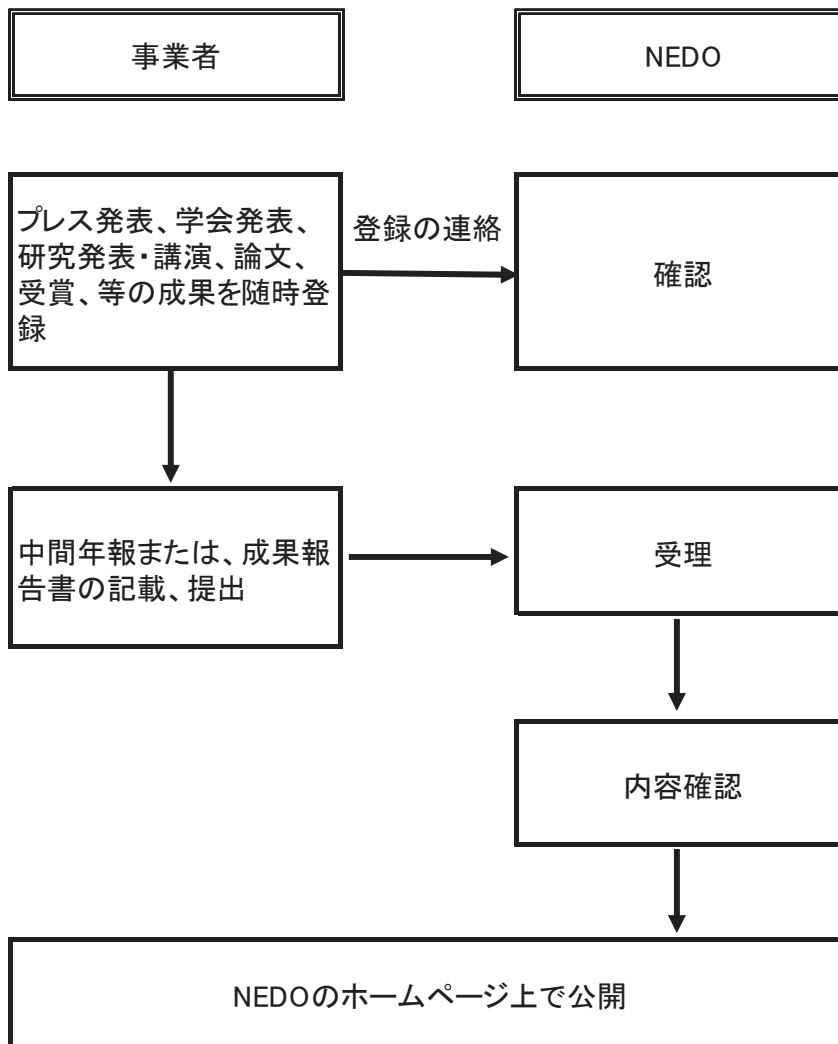 事業者
NEDO
プレス発表、学会発表、
研究発表・講演、論文、
受賞、等の成果を随時登
録
登録の連絡
確認
中間年報または、成果報
告書の記載、提出
受理
内容確認
NEDOのホームページ上で公開